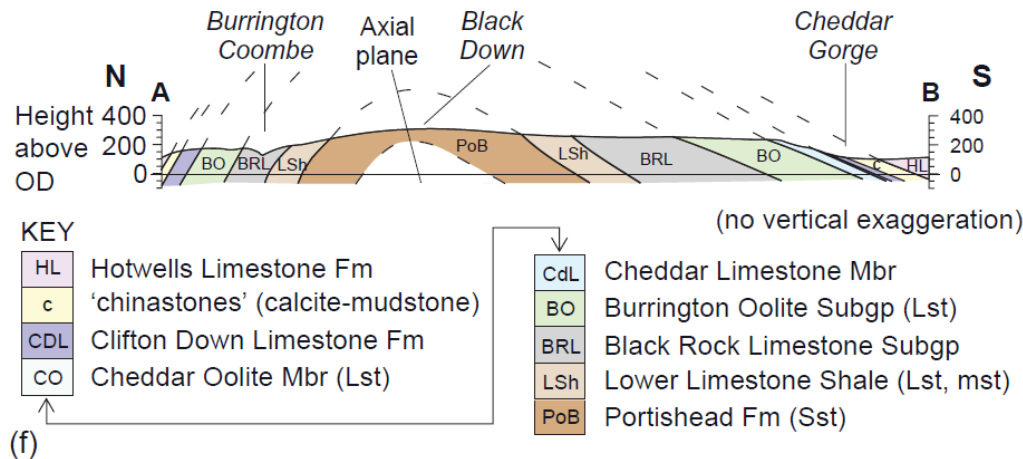 Burrington
Coombe
Axial
plane
Black
Down
Cheddar
Gorge
N
A
B
S
Height
above
OD
400
200
0
400
200
0
BO
BRL
LSh
PoB
LSh
BRL
BO
c
HL
(no vertical exaggeration)
KEY
HL Hotwells Limestone Fm
c 'chinastones' (calcite-mudstone)
CDL Clifton Down Limestone Fm
CO Cheddar Oolite Mbr (Lst)
CdL Cheddar Limestone Mbr
BO Burrington Oolite Subgp (Lst)
BRL Black Rock Limestone Subgp
LSh Lower Limestone Shale (Lst, mst)
PoB Portishead Fm (Sst)
(f)